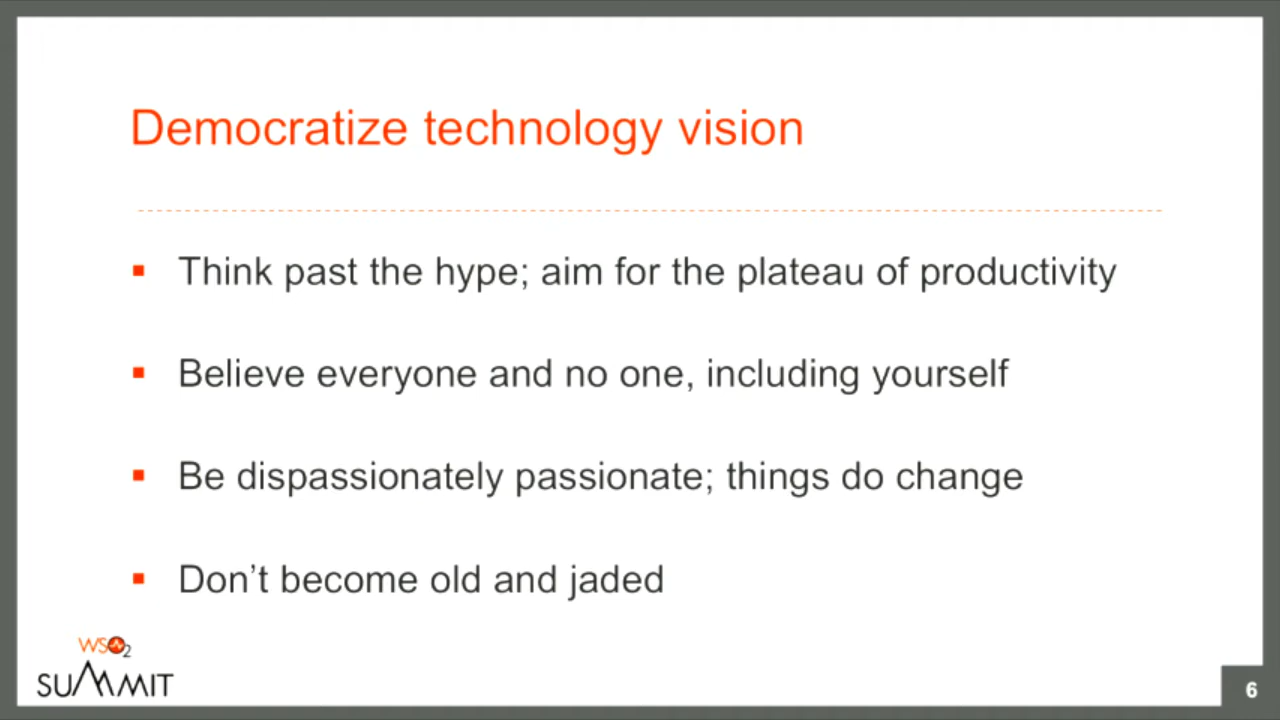 Democratize technology vision
Think past the hype; aim for the plateau of productivity
Believe everyone and no one, including yourself
Be dispassionately passionate; things do change
Don’t become old and jaded
WSO2
SUMMIT
6